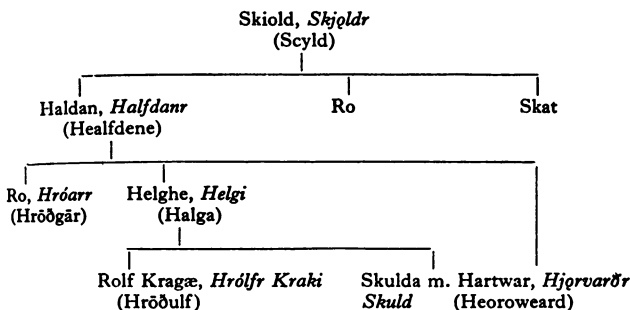 Skiold, Skjǫldr
(Scyld)
Haldan, Halfdanr Ro Skat
(Healfdene)
Ro, Hróarr Helghe, Helgi
(Hrōðgār) (Halga)
Rolf Kragæ, Hrólfr Kraki Skulda m. Hartwar, Hjǫrvarðr
(Hrōðulf) Skuld (Heoroweard)